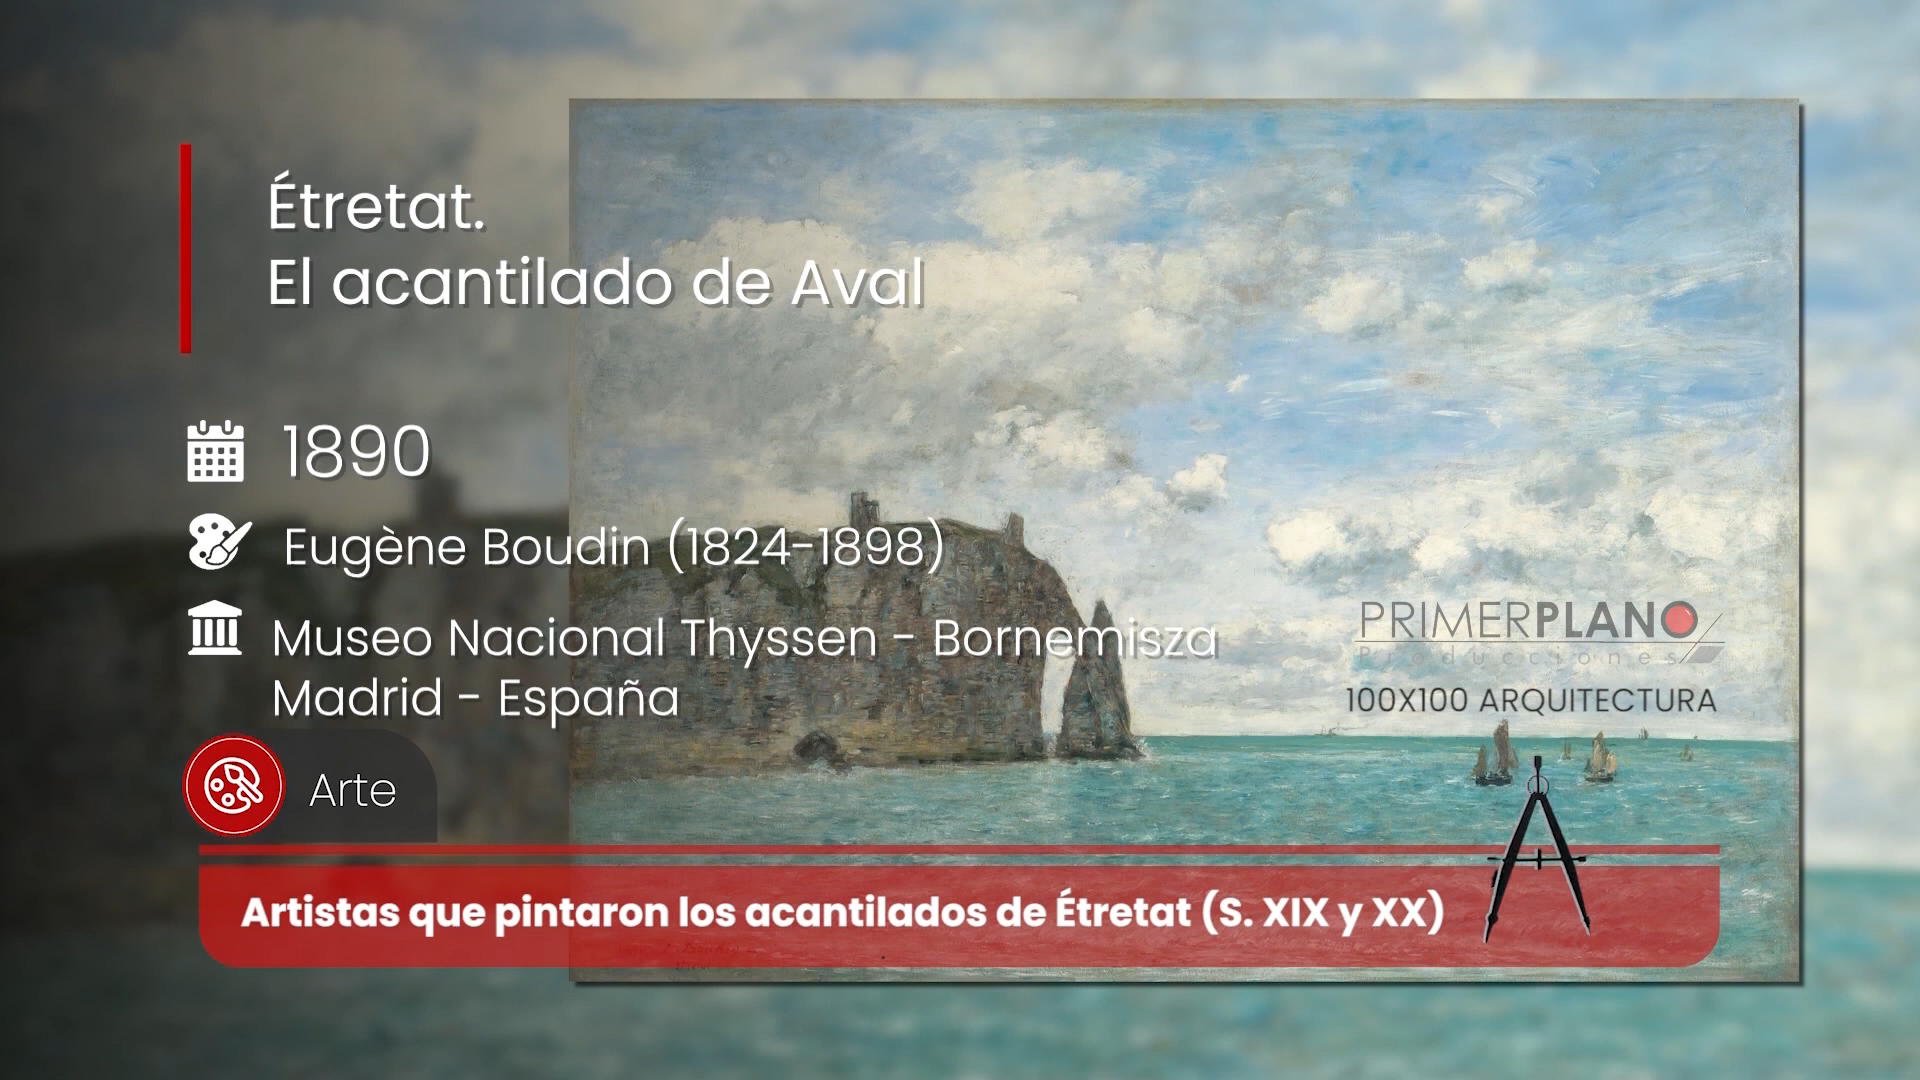 Étretat.
El acantilado de Aval
1890
Eugène Boudin (1824-1898)
Museo Nacional Thyssen - Bornemisza
Madrid - España
PRIMERPLANO
Producciones
100X100 ARQUITECTURA
Arte
Artistas que pintaron los acantilados de Étretat (S. XIX y XX)